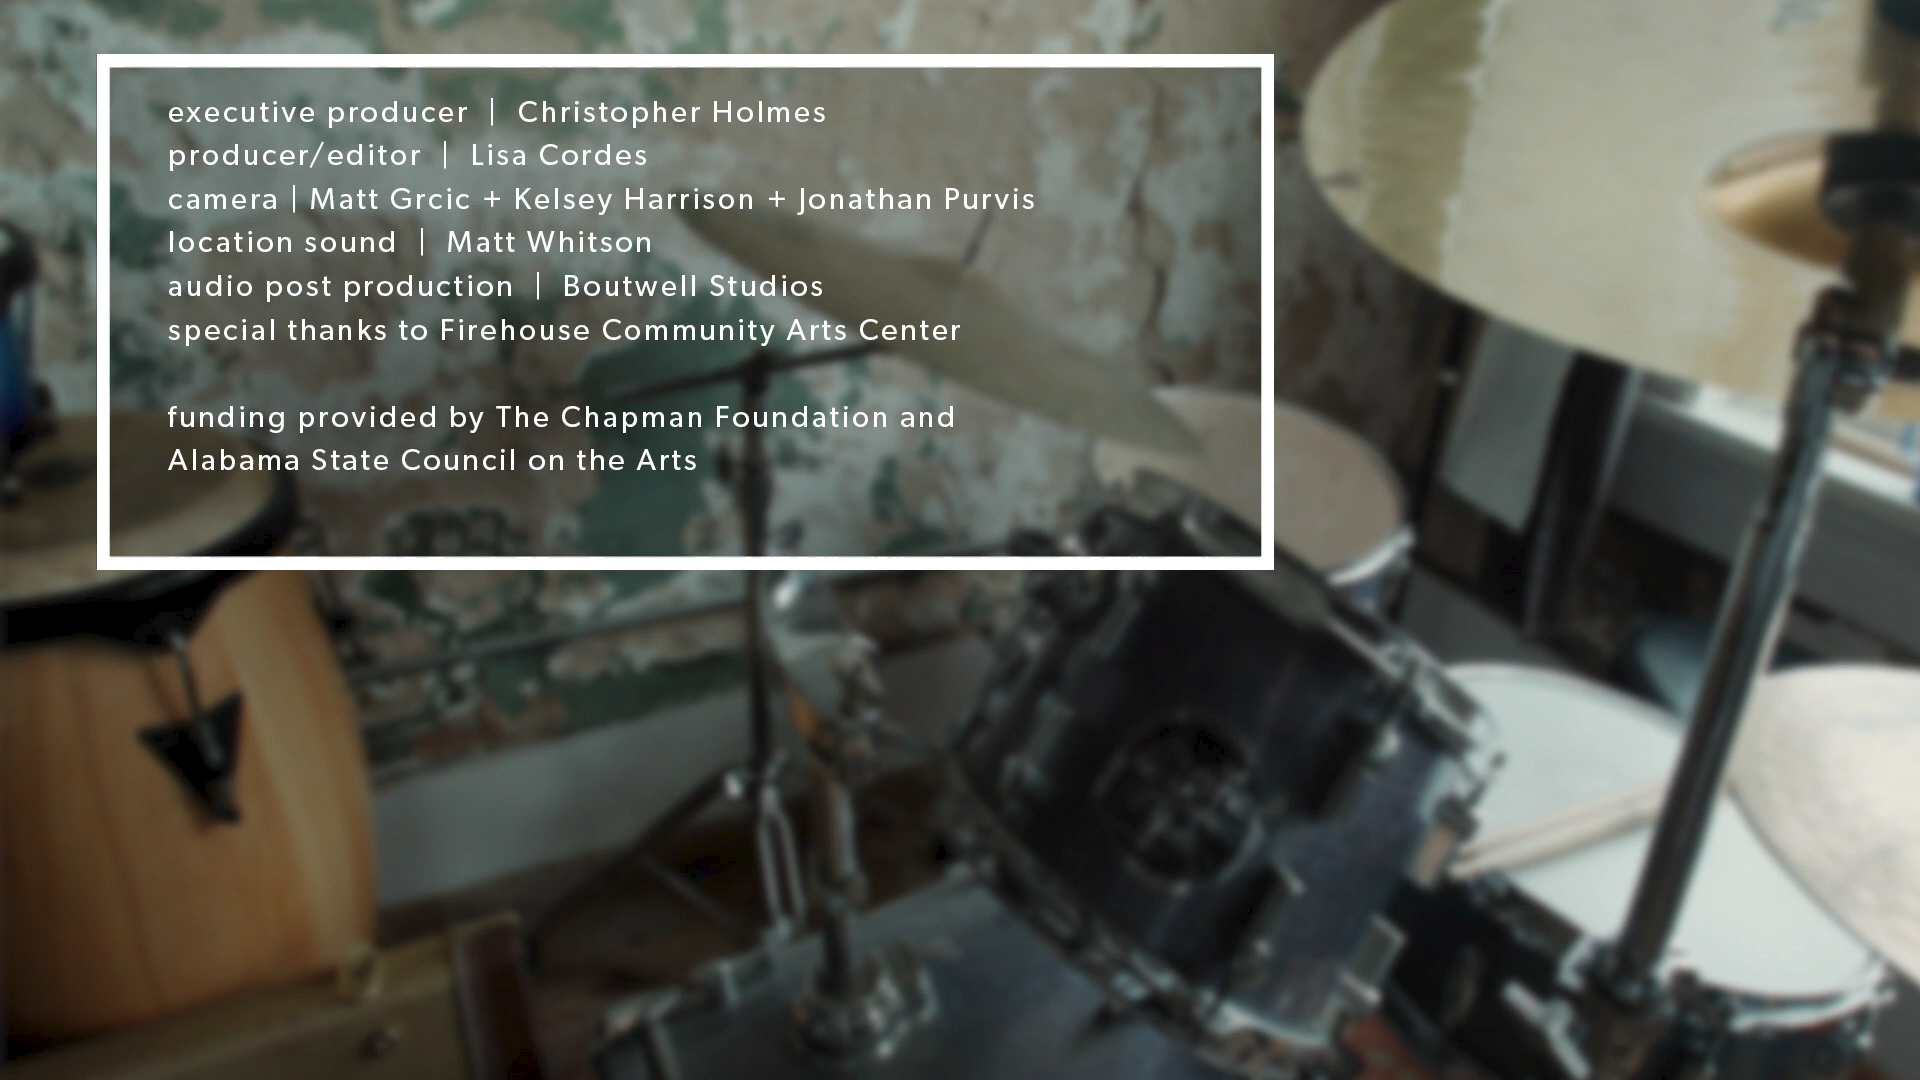 executive producer | Christopher Holmes
producer/editor | Lisa Cordes
camera | Matt Grcic + Kelsey Harrison + Jonathan Purvis
location sound | Matt Whitson
audio post production | Boutwell Studios
special thanks to Firehouse Community Arts Center
funding provided by The Chapman Foundation and
Alabama State Council on the Arts